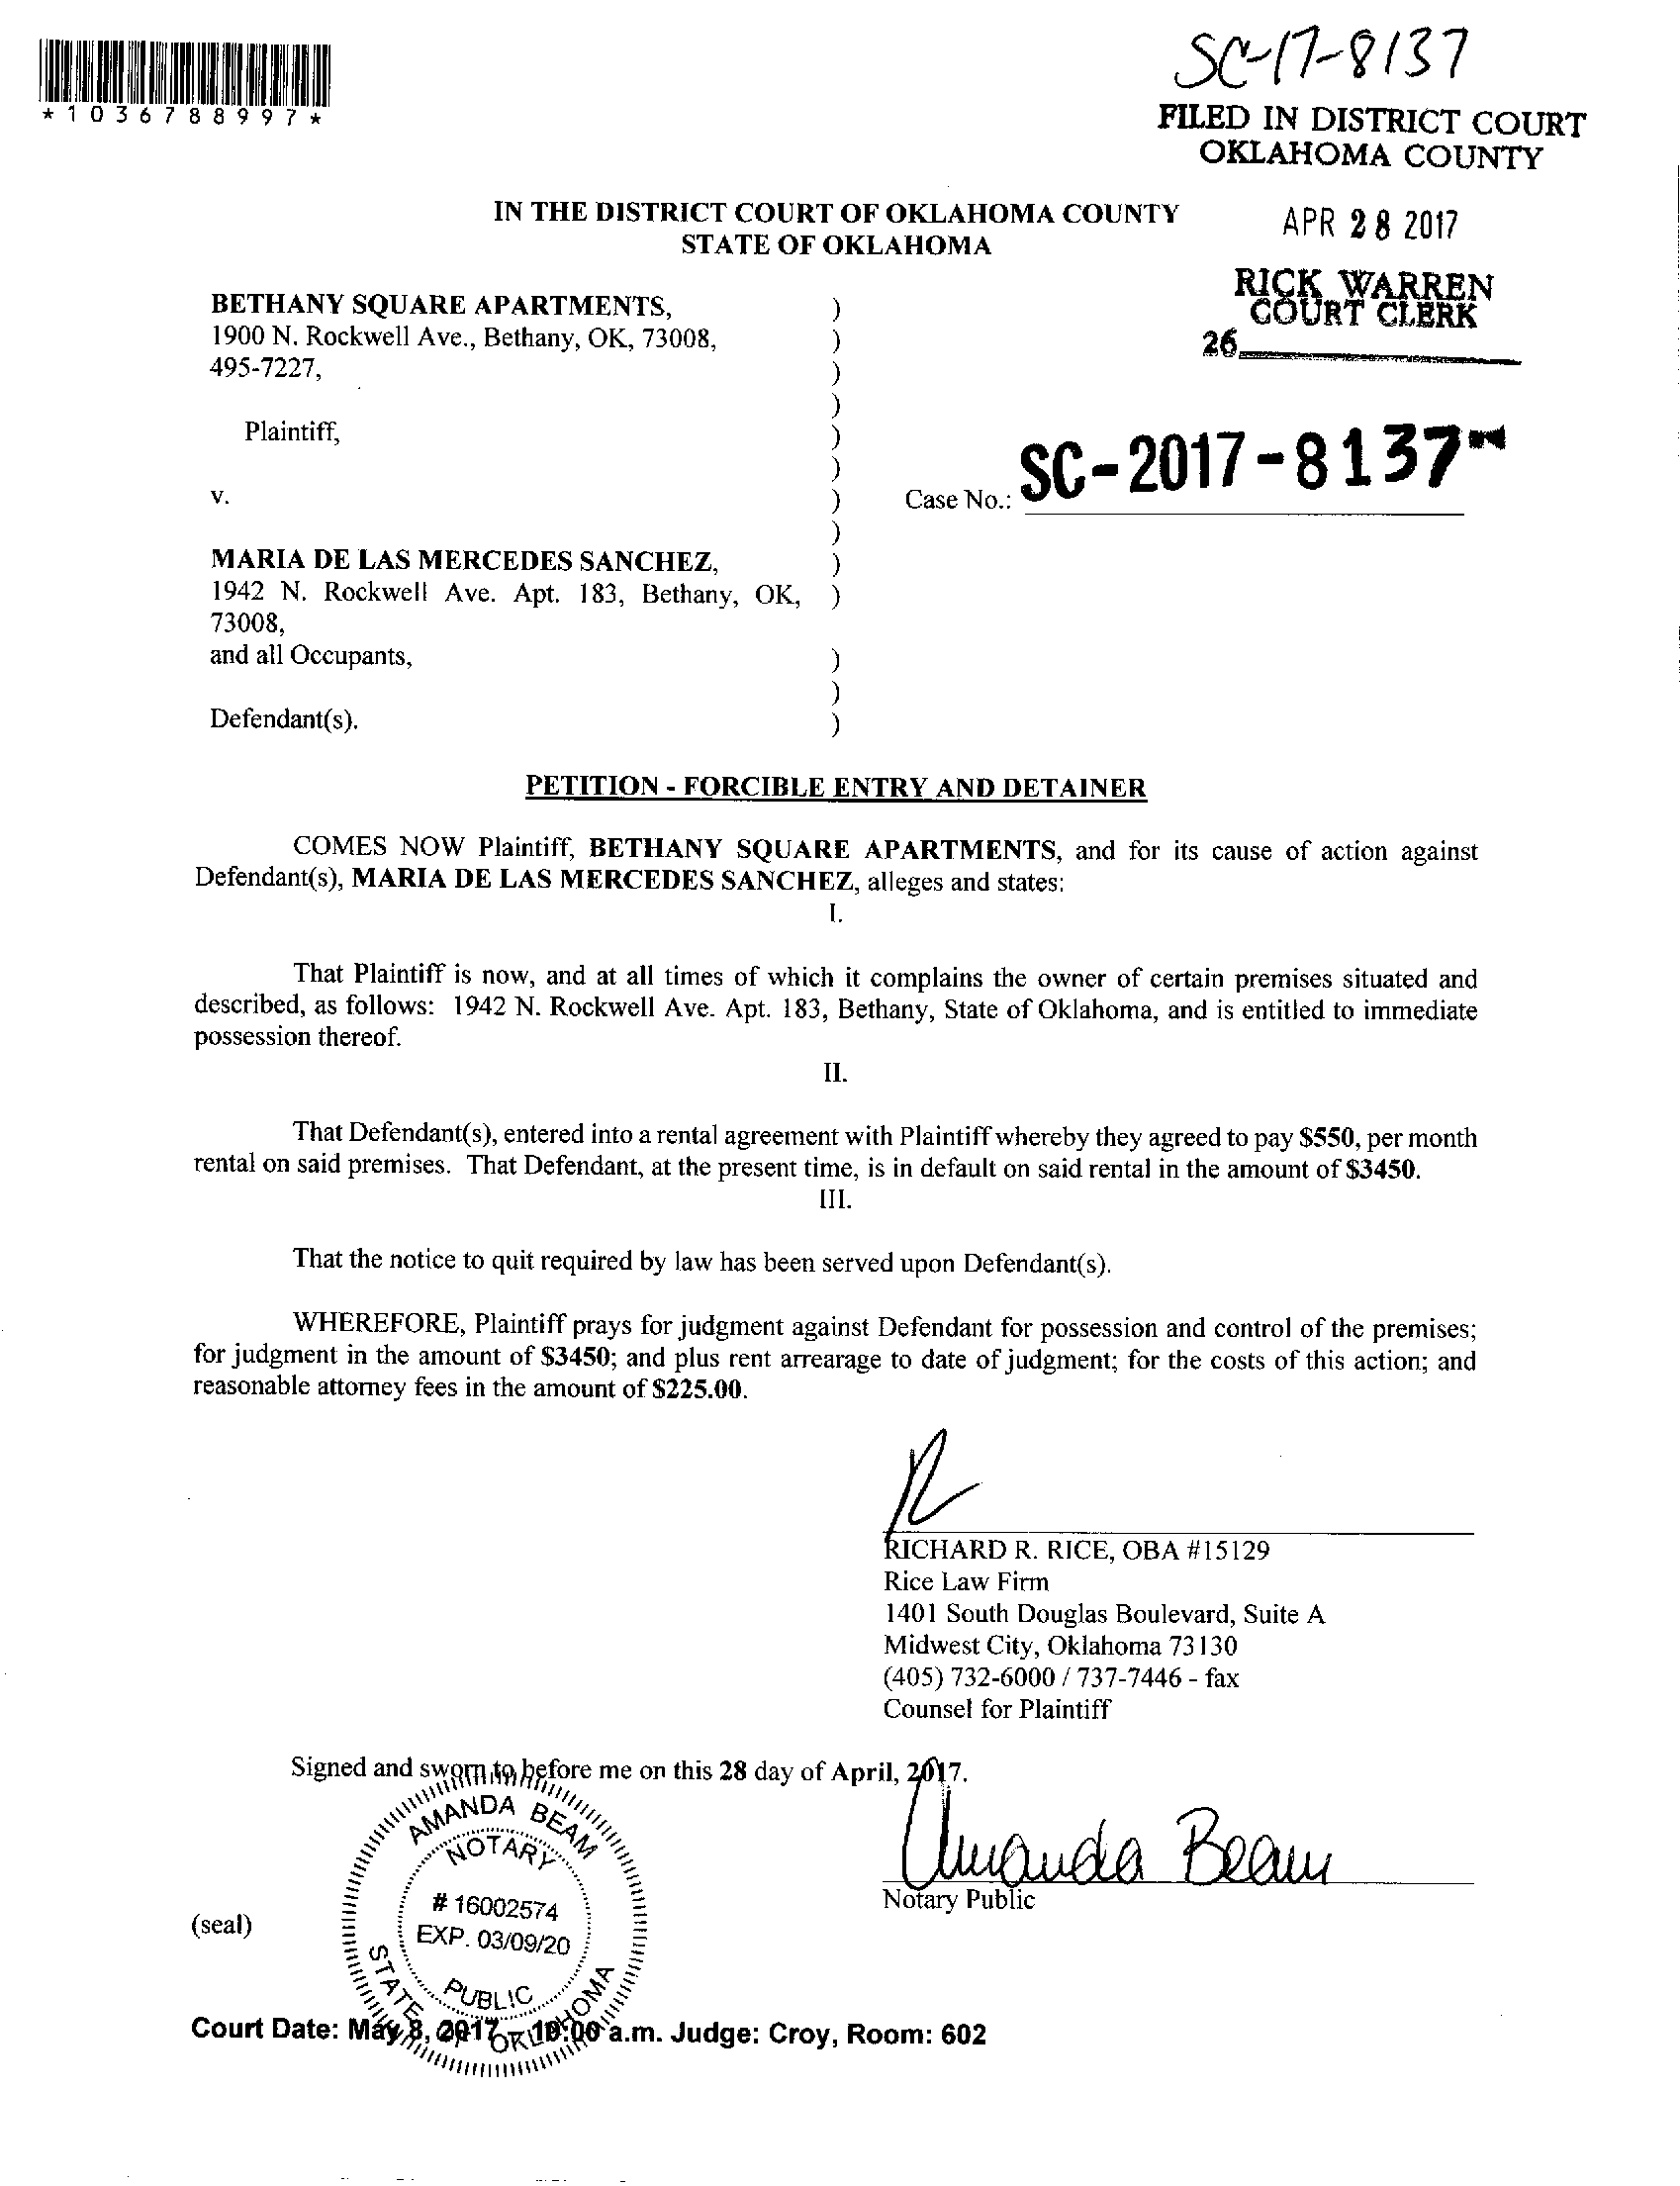 SC-17-8137
*1036788997*
FILED IN DISTRICT COURT
OKLAHOMA COUNTY
IN THE DISTRICT COURT OF OKLAHOMA COUNTY
STATE OF OKLAHOMA
APR 28 2017
RICK WARREN
COURT CLERK
26
BETHANY SQUARE APARTMENTS, )
1900 N. Rockwell Ave., Bethany, OK, 73008, )
495-7227, )
)
Plaintiff, )
)
v. ) Case No.: SC-2017-8137
)
MARIA DE LAS MERCEDES SANCHEZ, )
1942 N. Rockwell Ave. Apt. 183, Bethany, OK, )
73008,
and all Occupants, )
)
Defendant(s). )
PETITION - FORCIBLE ENTRY AND DETAINER
COMES NOW Plaintiff, BETHANY SQUARE APARTMENTS, and for its cause of action against
Defendant(s), MARIA DE LAS MERCEDES SANCHEZ, alleges and states:
I.
That Plaintiff is now, and at all times of which it complains the owner of certain premises situated and
described, as follows: 1942 N. Rockwell Ave. Apt. 183, Bethany, State of Oklahoma, and is entitled to immediate
possession thereof.
II.
That Defendant(s), entered into a rental agreement with Plaintiff whereby they agreed to pay $550, per month
rental on said premises. That Defendant, at the present time, is in default on said rental in the amount of $3450.
III.
That the notice to quit required by law has been served upon Defendant(s).
WHEREFORE, Plaintiff prays for judgment against Defendant for possession and control of the premises;
for judgment in the amount of $3450; and plus rent arrearage to date of judgment; for the costs of this action; and
reasonable attorney fees in the amount of $225.00.
RICHARD R. RICE, OBA #15129
Rice Law Firm
1401 South Douglas Boulevard, Suite A
Midwest City, Oklahoma 73130
(405) 732-6000 / 737-7446 - fax
Counsel for Plaintiff
Signed and sworn to before me on this 28 day of April, 2017.
AMANDA BEAM
NOTARY
# 16002574
EXP. 03/09/20
PUBLIC
STATE OF OKLAHOMA
Amanda Beam
Notary Public
(seal)
Court Date: May 8, 2017 10:00 a.m. Judge: Croy, Room: 602